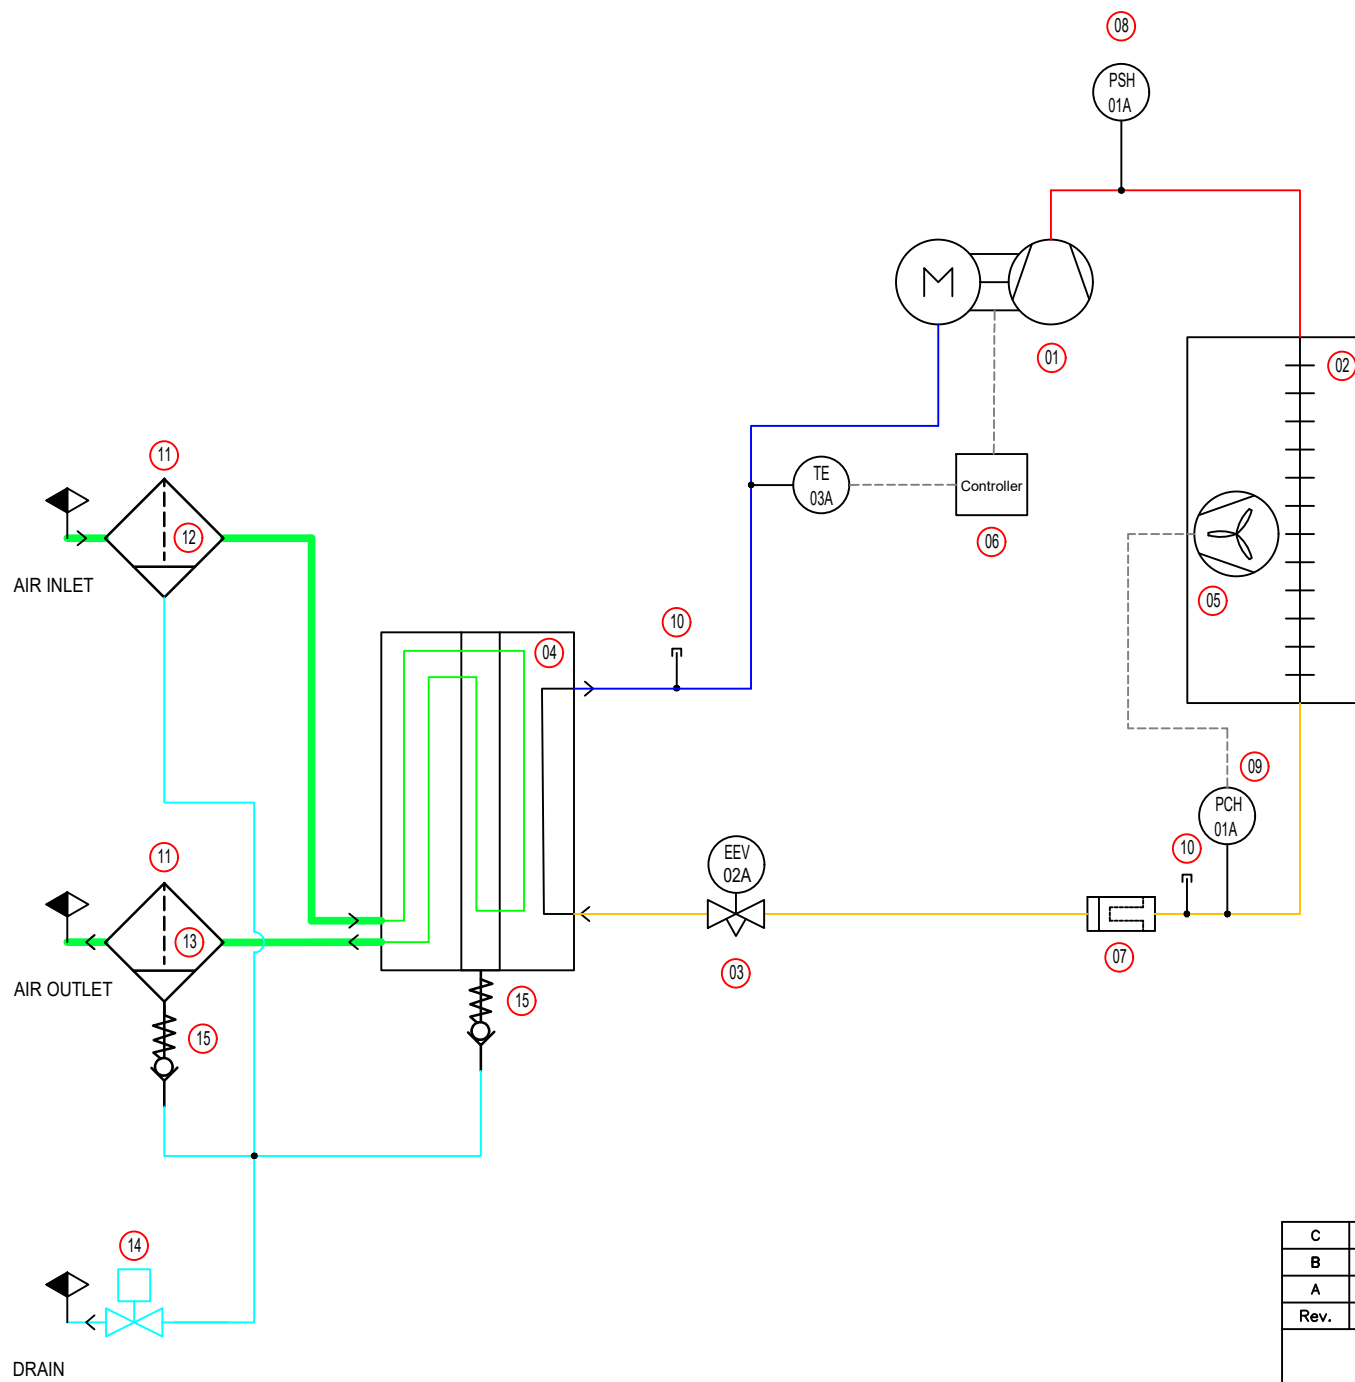 08
PSH
01A
M
01
02
11
TE
03A
Controller
12
06
AIR INLET
05
10
04
09
PCH
01A
10
11
EEV
02A
13
07
03
AIR OUTLET
15
15
14
C
B
A
Rev.
DRAIN